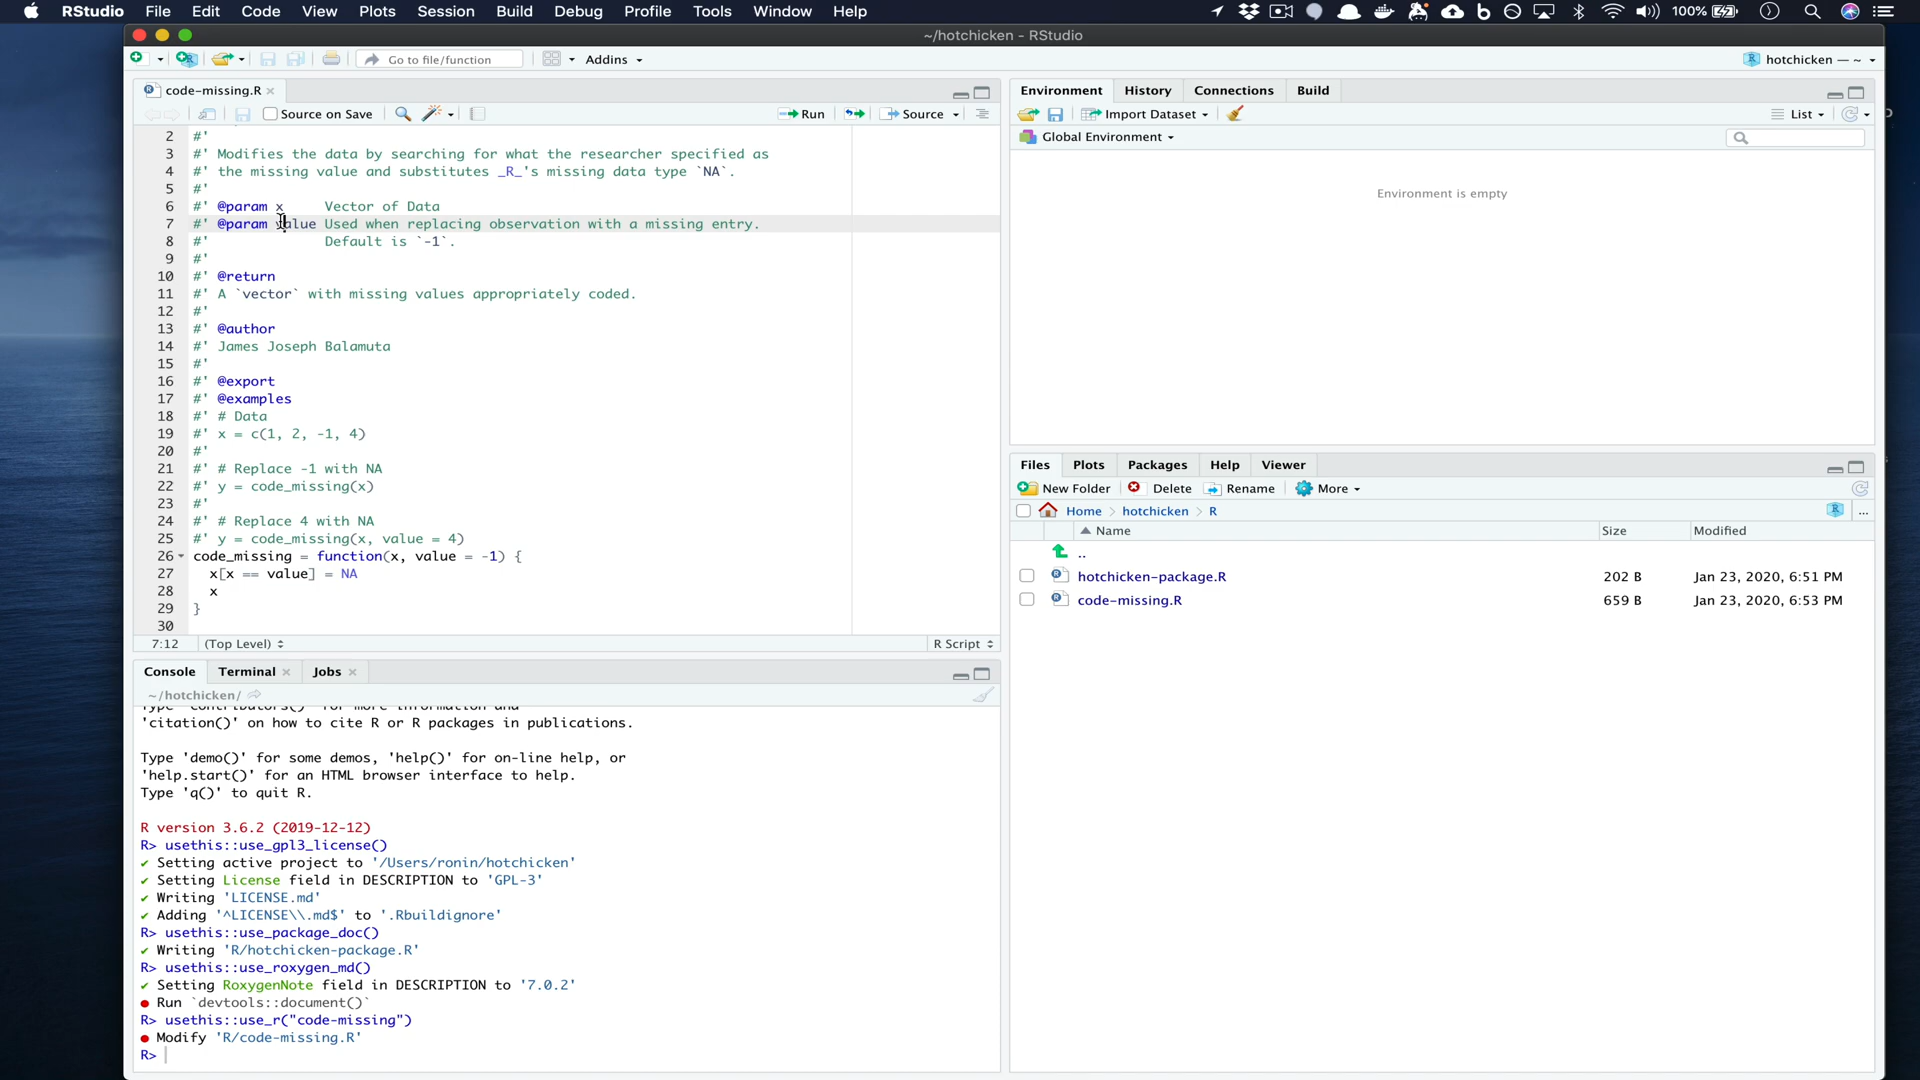 RStudio File Edit Code View Plots Session Build Debug Profile Tools Window Help 100%
~/hotchicken - RStudio
Go to file/function Addins hotchicken — ~
code-missing.R
Source on Save Run Source
2 #'
3 #' Modifies the data by searching for what the researcher specified as
4 #' the missing value and substitutes _R_'s missing data type `NA`.
5 #'
6 #' @param x Vector of Data
7 #' @param value Used when replacing observation with a missing entry.
8 #' Default is `-1`.
9 #'
10 #' @return
11 #' A `vector` with missing values appropriately coded.
12 #'
13 #' @author
14 #' James Joseph Balamuta
15 #'
16 #' @export
17 #' @examples
18 #' # Data
19 #' x = c(1, 2, -1, 4)
20 #'
21 #' # Replace -1 with NA
22 #' y = code_missing(x)
23 #'
24 #' # Replace 4 with NA
25 #' y = code_missing(x, value = 4)
26 code_missing = function(x, value = -1) {
27 x[x == value] = NA
28 x
29 }
30
7:12 (Top Level) R Script
Console Terminal Jobs
~/hotchicken/
Type 'contributors()' for more information and
'citation()' on how to cite R or R packages in publications.
Type 'demo()' for some demos, 'help()' for on-line help, or
'help.start()' for an HTML browser interface to help.
Type 'q()' to quit R.
R version 3.6.2 (2019-12-12)
R> usethis::use_gpl3_license()
✓ Setting active project to '/Users/ronin/hotchicken'
✓ Setting License field in DESCRIPTION to 'GPL-3'
✓ Writing 'LICENSE.md'
✓ Adding '^LICENSE\\.md$' to '.Rbuildignore'
R> usethis::use_package_doc()
✓ Writing 'R/hotchicken-package.R'
R> usethis::use_roxygen_md()
✓ Setting RoxygenNote field in DESCRIPTION to '7.0.2'
● Run `devtools::document()`
R> usethis::use_r("code-missing")
● Modify 'R/code-missing.R'
R>
Environment History Connections Build
Import Dataset List
Global Environment
Environment is empty
Files Plots Packages Help Viewer
New Folder Delete Rename More
Home hotchicken R ...
Name Size Modified
..
hotchicken-package.R 202 B Jan 23, 2020, 6:51 PM
code-missing.R 659 B Jan 23, 2020, 6:53 PM